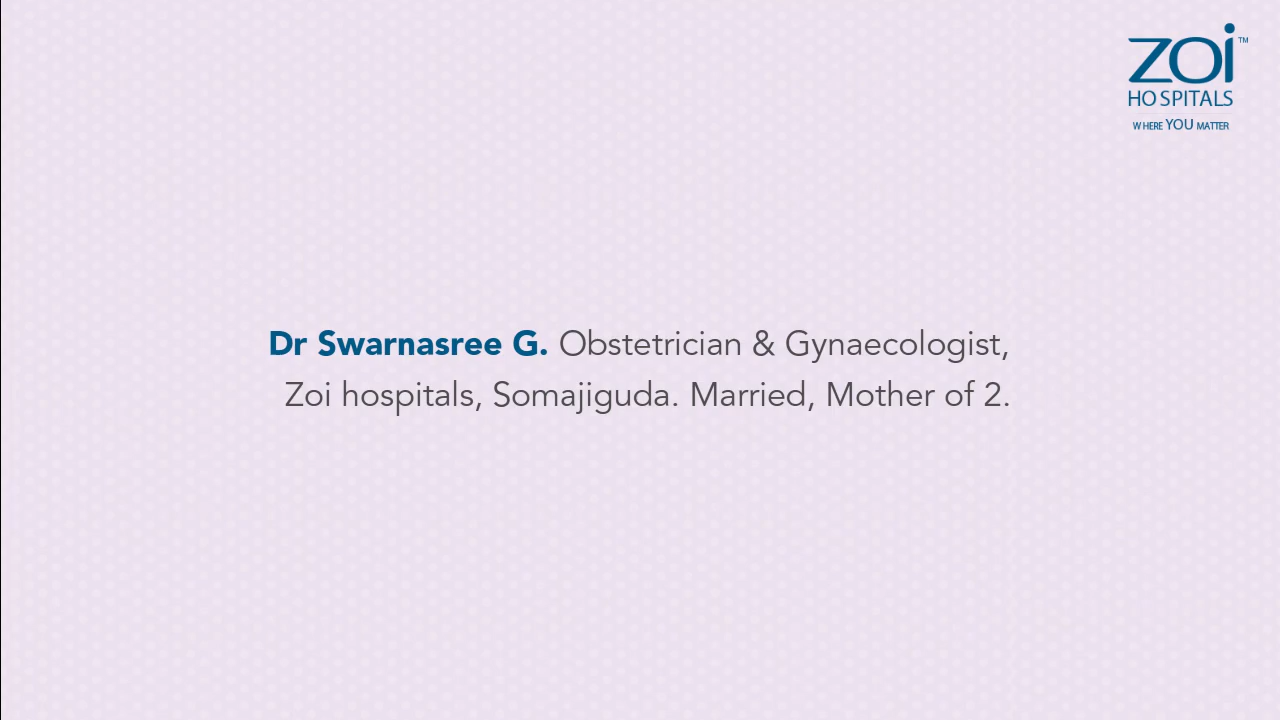 zoi™
HOSPITALS
WHERE YOU MATTER
Dr Swarnasree G. Obstetrician & Gynaecologist,
Zoi hospitals, Somajiguda. Married, Mother of 2.